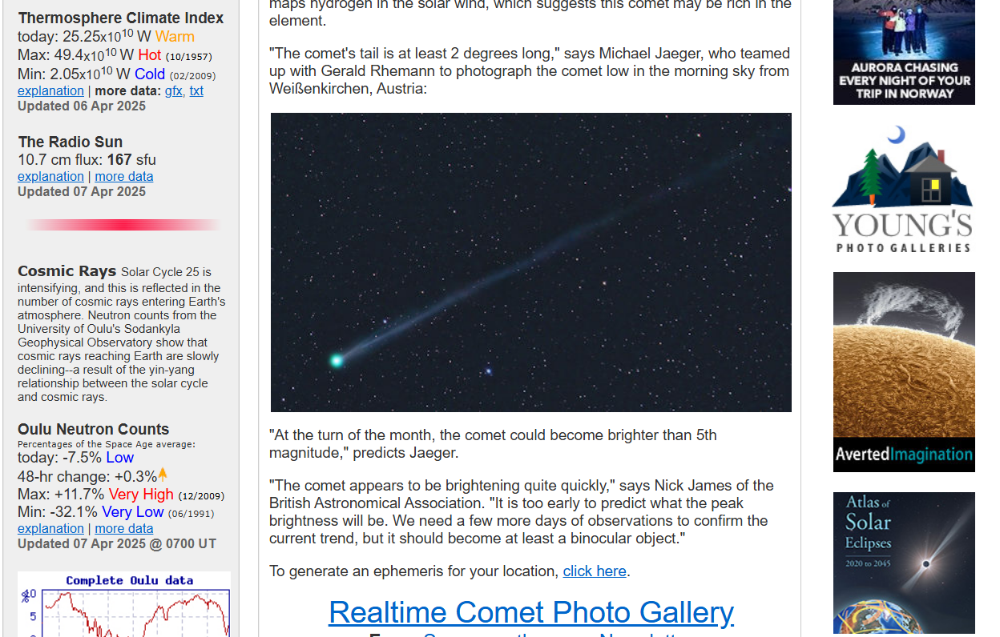 Thermosphere Climate Index
today: 25.25x10^10 W Warm
Max: 49.4x10^10 W Hot (10/1957)
Min: 2.05x10^10 W Cold (02/2009)
explanation | more data: gfx, txt
Updated 06 Apr 2025
The Radio Sun
10.7 cm flux: 167 sfu
explanation | more data
Updated 07 Apr 2025
Cosmic Rays Solar Cycle 25 is
intensifying, and this is reflected in the
number of cosmic rays entering Earth's
atmosphere. Neutron counts from the
University of Oulu's Sodankyla
Geophysical Observatory show that
cosmic rays reaching Earth are slowly
declining--a result of the yin-yang
relationship between the solar cycle
and cosmic rays.
Oulu Neutron Counts
Percentages of the Space Age average:
today: -7.5% Low
48-hr change: +0.3%
Max: +11.7% Very High (12/2009)
Min: -32.1% Very Low (06/1991)
explanation | more data
Updated 07 Apr 2025 @ 0700 UT
Complete Oulu data
%
10
5
maps hydrogen in the solar wind, which suggests this comet may be rich in the
element.
"The comet's tail is at least 2 degrees long," says Michael Jaeger, who teamed
up with Gerald Rhemann to photograph the comet low in the morning sky from
Weißenkirchen, Austria:
"At the turn of the month, the comet could become brighter than 5th
magnitude," predicts Jaeger.
"The comet appears to be brightening quite quickly," says Nick James of the
British Astronomical Association. "It is too early to predict what the peak
brightness will be. We need a few more days of observations to confirm the
current trend, but it should become at least a binocular object."
To generate an ephemeris for your location, click here.
Realtime Comet Photo Gallery
AURORA CHASING
EVERY NIGHT OF YOUR
TRIP IN NORWAY
YOUNG'S
PHOTO GALLERIES
AvertedImagination
Atlas of
Solar
Eclipses
2020 to 2045